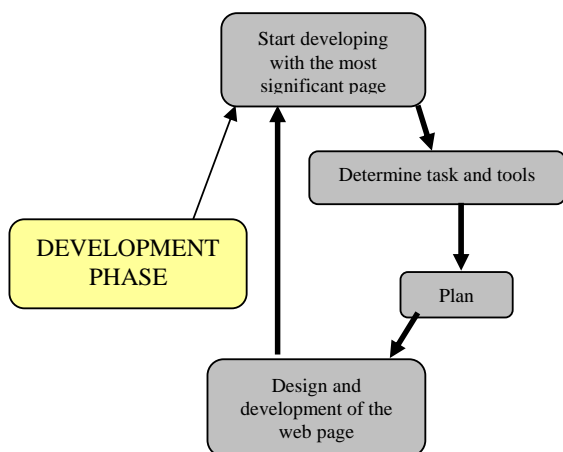 Start developing
with the most
significant page
Determine task and tools
DEVELOPMENT
PHASE
Plan
Design and
development of the
web page